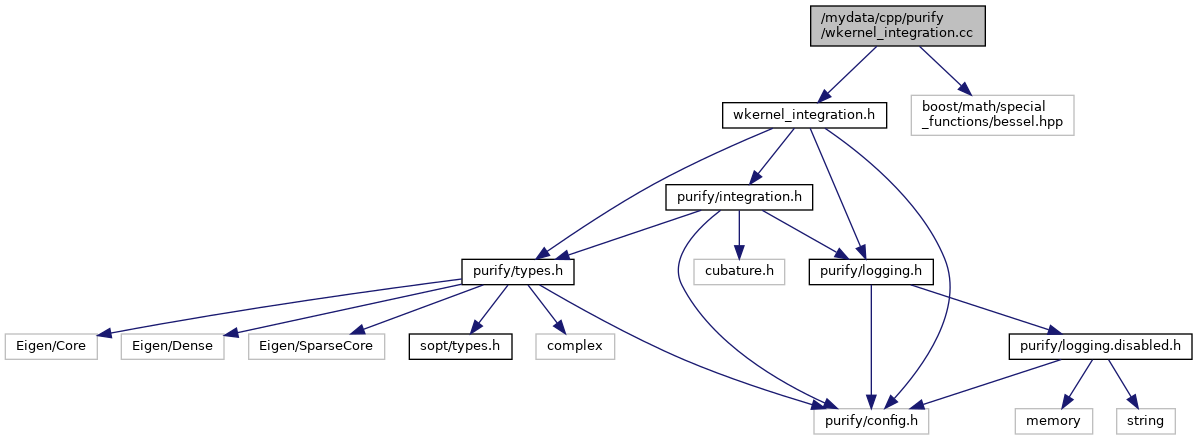 /mydata/cpp/purify
/wkernel_integration.cc
wkernel_integration.h
boost/math/special
_functions/bessel.hpp
purify/integration.h
purify/types.h
cubature.h
purify/logging.h
Eigen/Core
Eigen/Dense
Eigen/SparseCore
sopt/types.h
complex
purify/logging.disabled.h
purify/config.h
memory
string